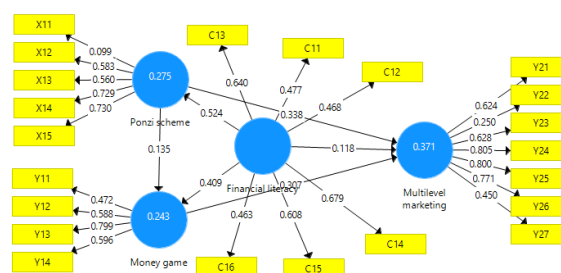 X11
X12
X13
X14
X15
0.099
0.583
0.560
0.729
0.730
0.275
Ponzi scheme
C13
C11
C12
0.640
0.477
0.468
0.524
0.338
0.118
0.135
0.409
0.307
Financial literacy
0.463
0.608
0.679
C16
C15
C14
Y11
Y12
Y13
Y14
0.472
0.588
0.799
0.596
0.243
Money game
0.371
Multilevel
marketing
0.624
0.250
0.628
0.805
0.800
0.771
0.450
Y21
Y22
Y23
Y24
Y25
Y26
Y27